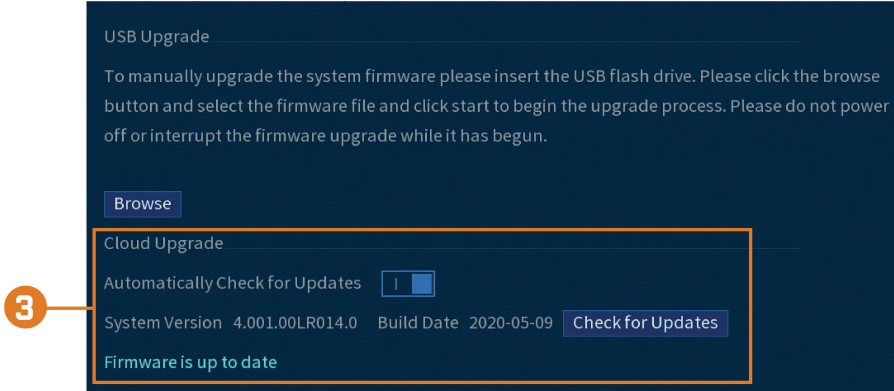 USB Upgrade
To manually upgrade the system firmware please insert the USB flash drive. Please click the browse
button and select the firmware file and click start to begin the upgrade process. Please do not power
off or interrupt the firmware upgrade while it has begun.
Browse
Cloud Upgrade
Automatically Check for Updates
3
System Version 4.001.00LR014.0 Build Date 2020-05-09 Check for Updates
Firmware is up to date